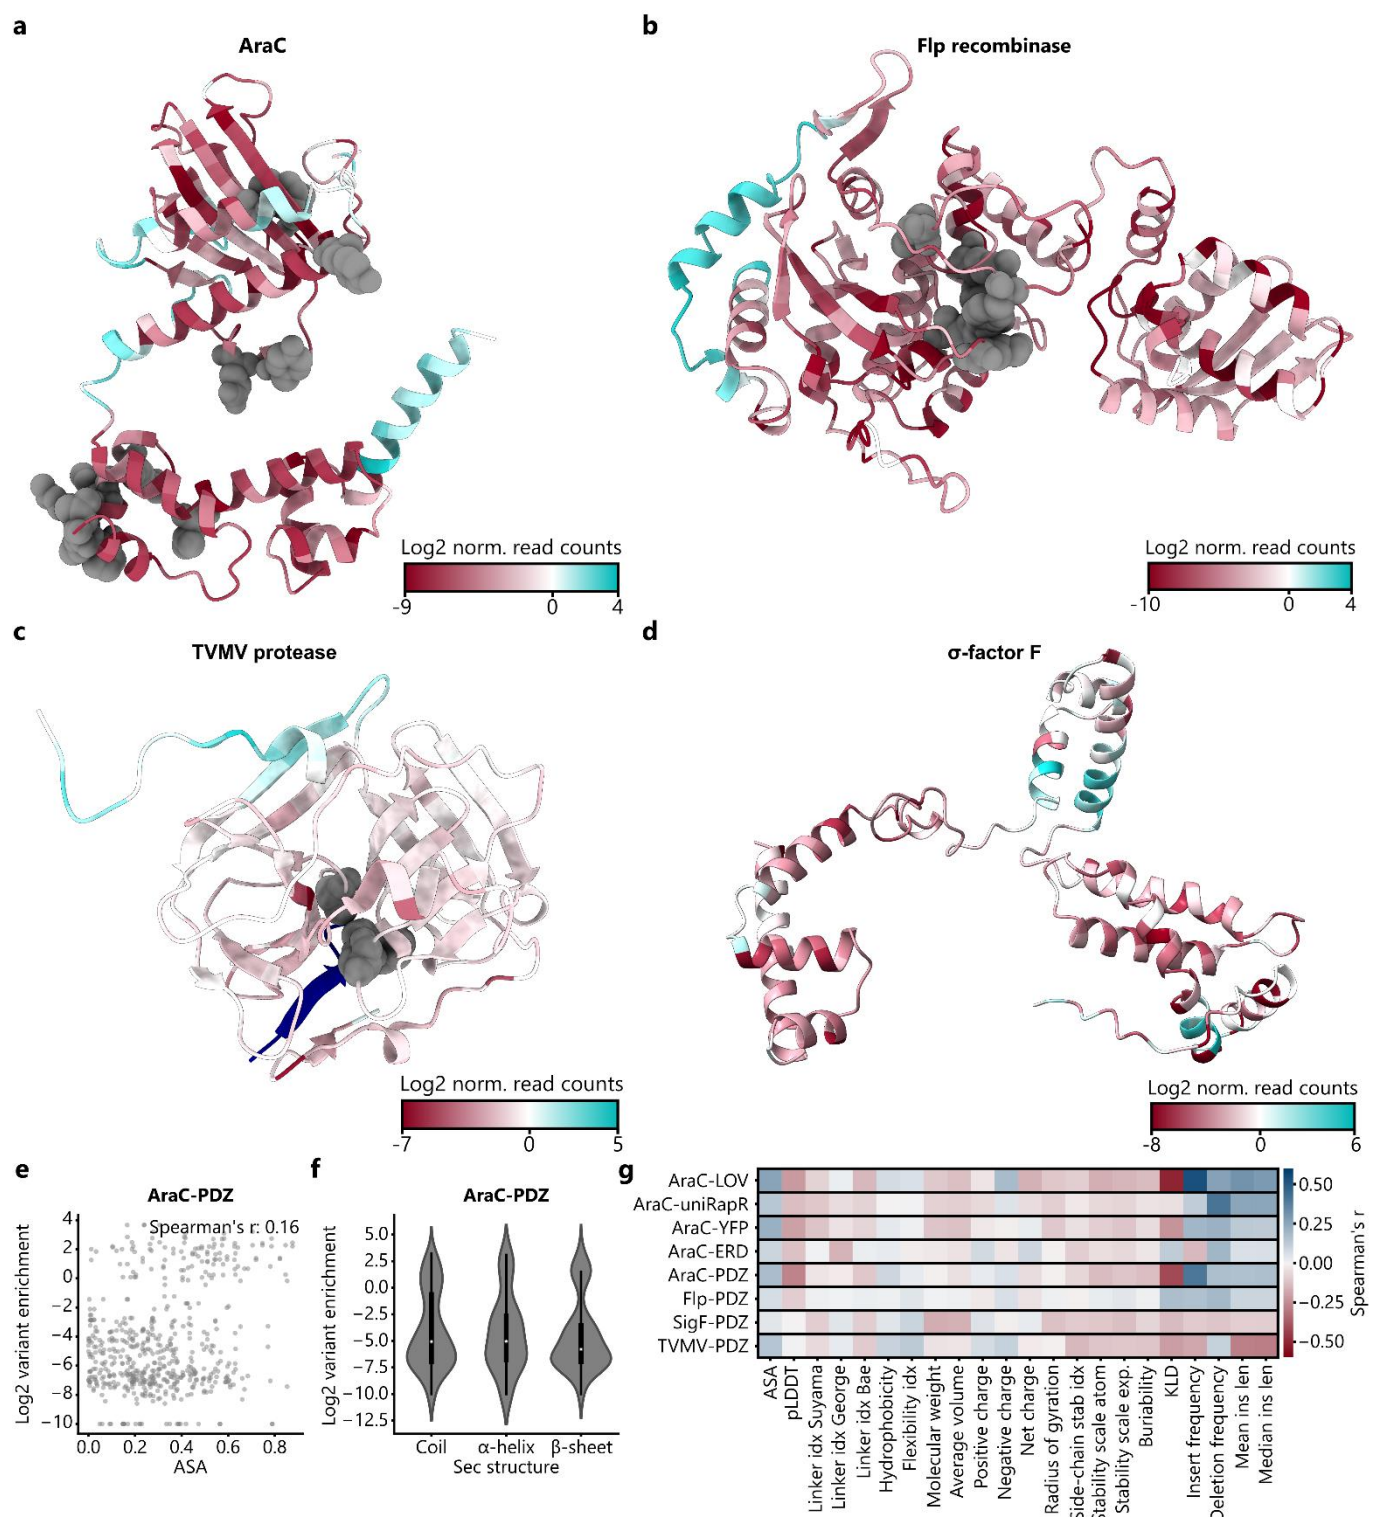 a
AraC
Log2 norm. read counts
-9 0 4
b
Flp recombinase
Log2 norm. read counts
-10 0 4
c
TVMV protease
Log2 norm. read counts
-7 0 5
d
σ-factor F
Log2 norm. read counts
-8 0 6
e
AraC-PDZ
Spearman's r: 0.16
Log2 variant enrichment
4
2
0
−2
−4
−6
−8
−10
0.0 0.2 0.4 0.6 0.8
ASA
f
AraC-PDZ
Log2 variant enrichment
5.0
2.5
0.0
−2.5
−5.0
−7.5
−10.0
−12.5
Coil α-helix β-sheet
Sec structure
g
AraC-LOV
AraC-uniRapR
AraC-YFP
AraC-ERD
AraC-PDZ
Flp-PDZ
SigF-PDZ
TVMV-PDZ
ASA
pLDDT
Linker idx Suyama
Linker idx George
Linker idx Bae
Hydrophobicity
Flexibility idx
Molecular weight
Average volume
Positive charge
Negative charge
Net charge
Radius of gyration
Side-chain stab idx
Stability scale atom
Stability scale exp.
Buriability
KLD
Insert frequency
Deletion frequency
Mean ins len
Median ins len
0.50
0.25
0.00
−0.25
−0.50
Spearman's r